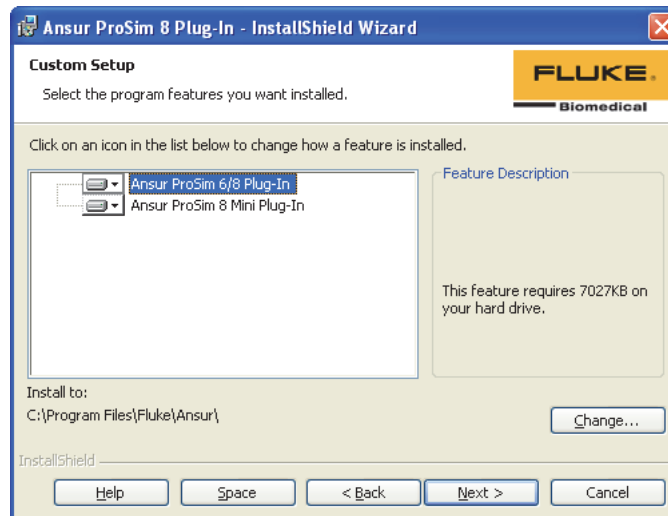 Ansur ProSim 8 Plug-In - InstallShield Wizard
Custom Setup
Select the program features you want installed.
FLUKE®
Biomedical
Click on an icon in the list below to change how a feature is installed.
Ansur ProSim 6/8 Plug-In
Ansur ProSim 8 Mini Plug-In
Feature Description
This feature requires 7027KB on
your hard drive.
Install to:
C:\Program Files\Fluke\Ansur\
Change...
InstallShield
Help
Space
< Back
Next >
Cancel